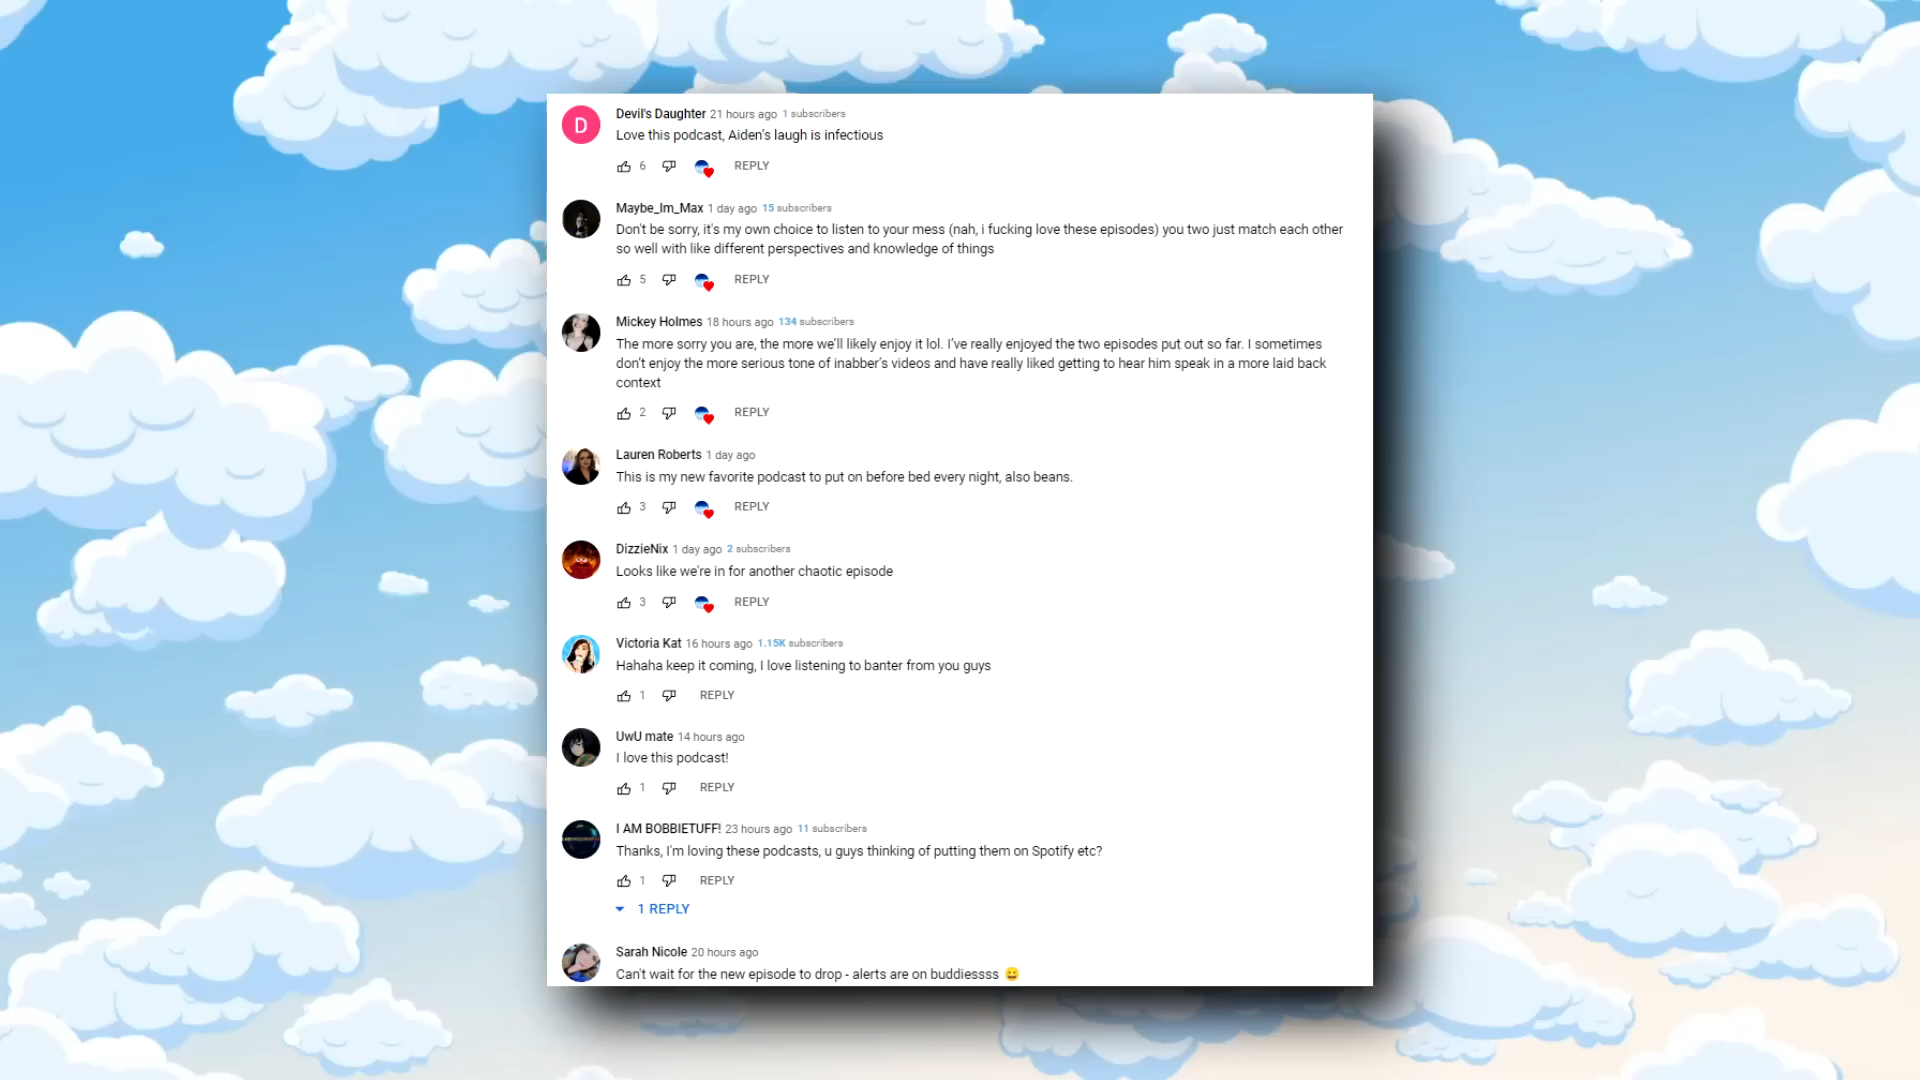 D
Devil's Daughter 21 hours ago 1 subscribers
Love this podcast, Aiden's laugh is infectious
6 REPLY
Maybe_Im_Max 1 day ago 15 subscribers
Don't be sorry, it's my own choice to listen to your mess (nah, i fucking love these episodes) you two just match each other
so well with like different perspectives and knowledge of things
5 REPLY
Mickey Holmes 18 hours ago 134 subscribers
The more sorry you are, the more we'll likely enjoy it lol. I've really enjoyed the two episodes put out so far. I sometimes
don't enjoy the more serious tone of inabber's videos and have really liked getting to hear him speak in a more laid back
context
2 REPLY
Lauren Roberts 1 day ago
This is my new favorite podcast to put on before bed every night, also beans.
3 REPLY
DizzieNix 1 day ago 2 subscribers
Looks like we're in for another chaotic episode
3 REPLY
Victoria Kat 16 hours ago 1.15K subscribers
Hahaha keep it coming, I love listening to banter from you guys
1 REPLY
UwU mate 14 hours ago
I love this podcast!
1 REPLY
I AM BOBBIETUFF! 23 hours ago 11 subscribers
Thanks, I'm loving these podcasts, u guys thinking of putting them on Spotify etc?
1 REPLY
1 REPLY
Sarah Nicole 20 hours ago
Can't wait for the new episode to drop - alerts are on buddiessss 😀